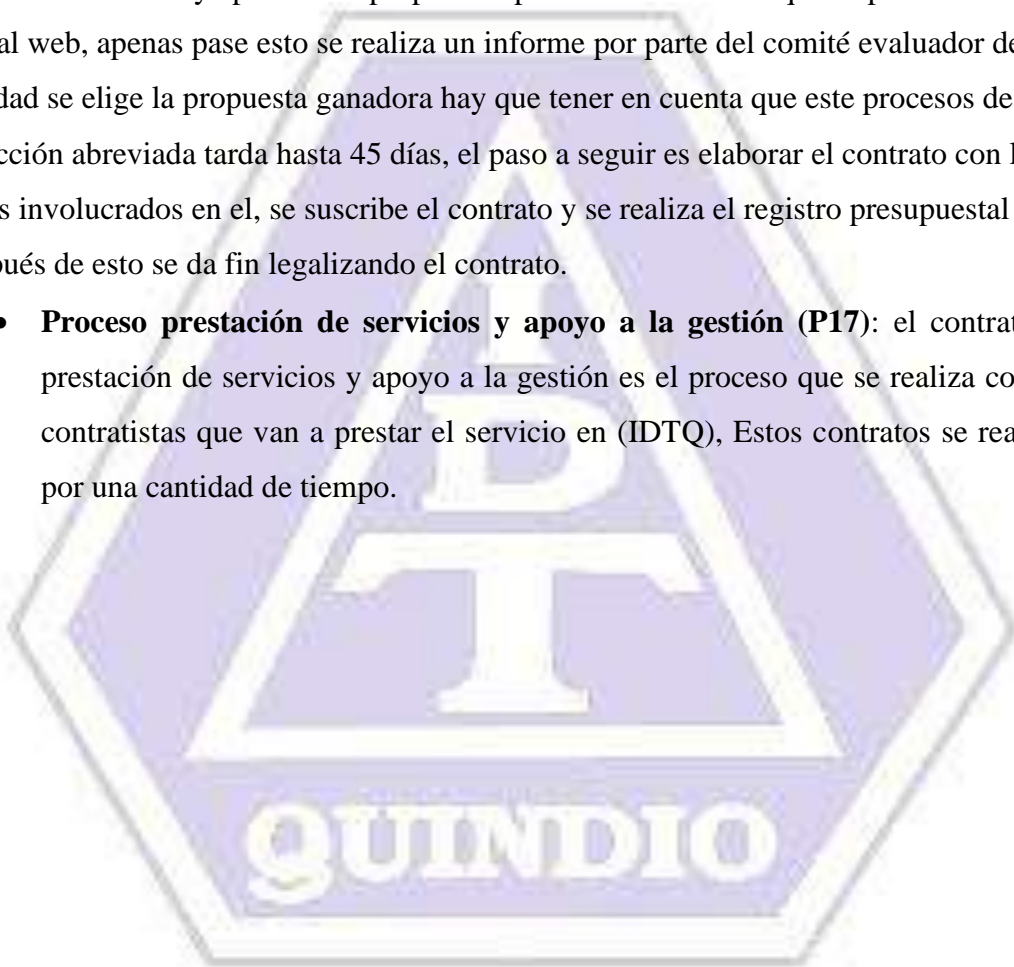 al web, apenas pase esto se realiza un informe por parte del comité evaluador de
dad se elige la propuesta ganadora hay que tener en cuenta que este procesos de
cción abreviada tarda hasta 45 días, el paso a seguir es elaborar el contrato con l
s involucrados en el, se suscribe el contrato y se realiza el registro presupuestal
pués de esto se da fin legalizando el contrato.
• Proceso prestación de servicios y apoyo a la gestión (P17): el contrat
prestación de servicios y apoyo a la gestión es el proceso que se realiza co
contratistas que van a prestar el servicio en (IDTQ), Estos contratos se rea
por una cantidad de tiempo.
I
D
T
QUINDIO